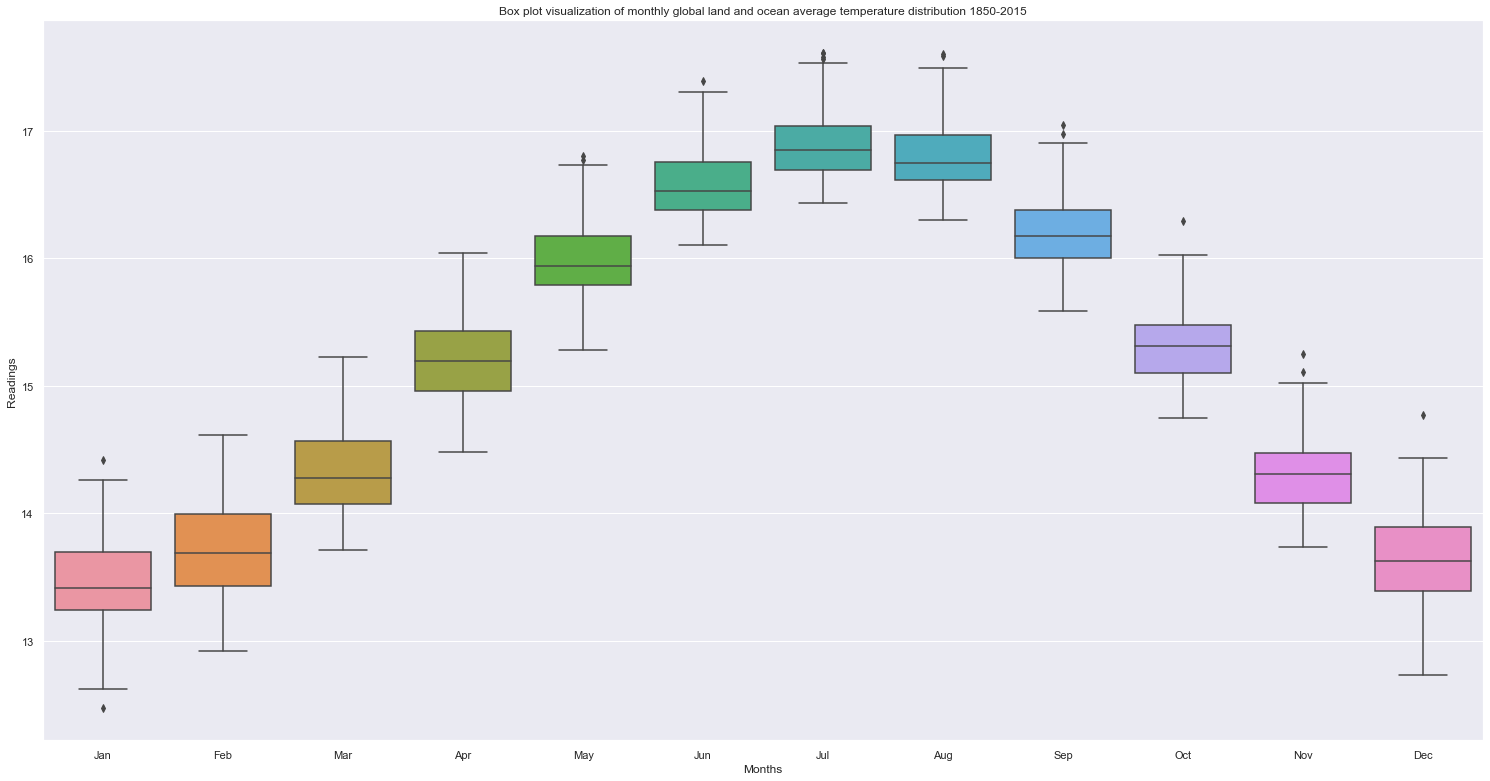 Box plot visualization of monthly global land and ocean average temperature distribution 1850-2015
17
16
15
14
13
Readings
Jan Feb Mar Apr May Jun Jul Aug Sep Oct Nov Dec
Months